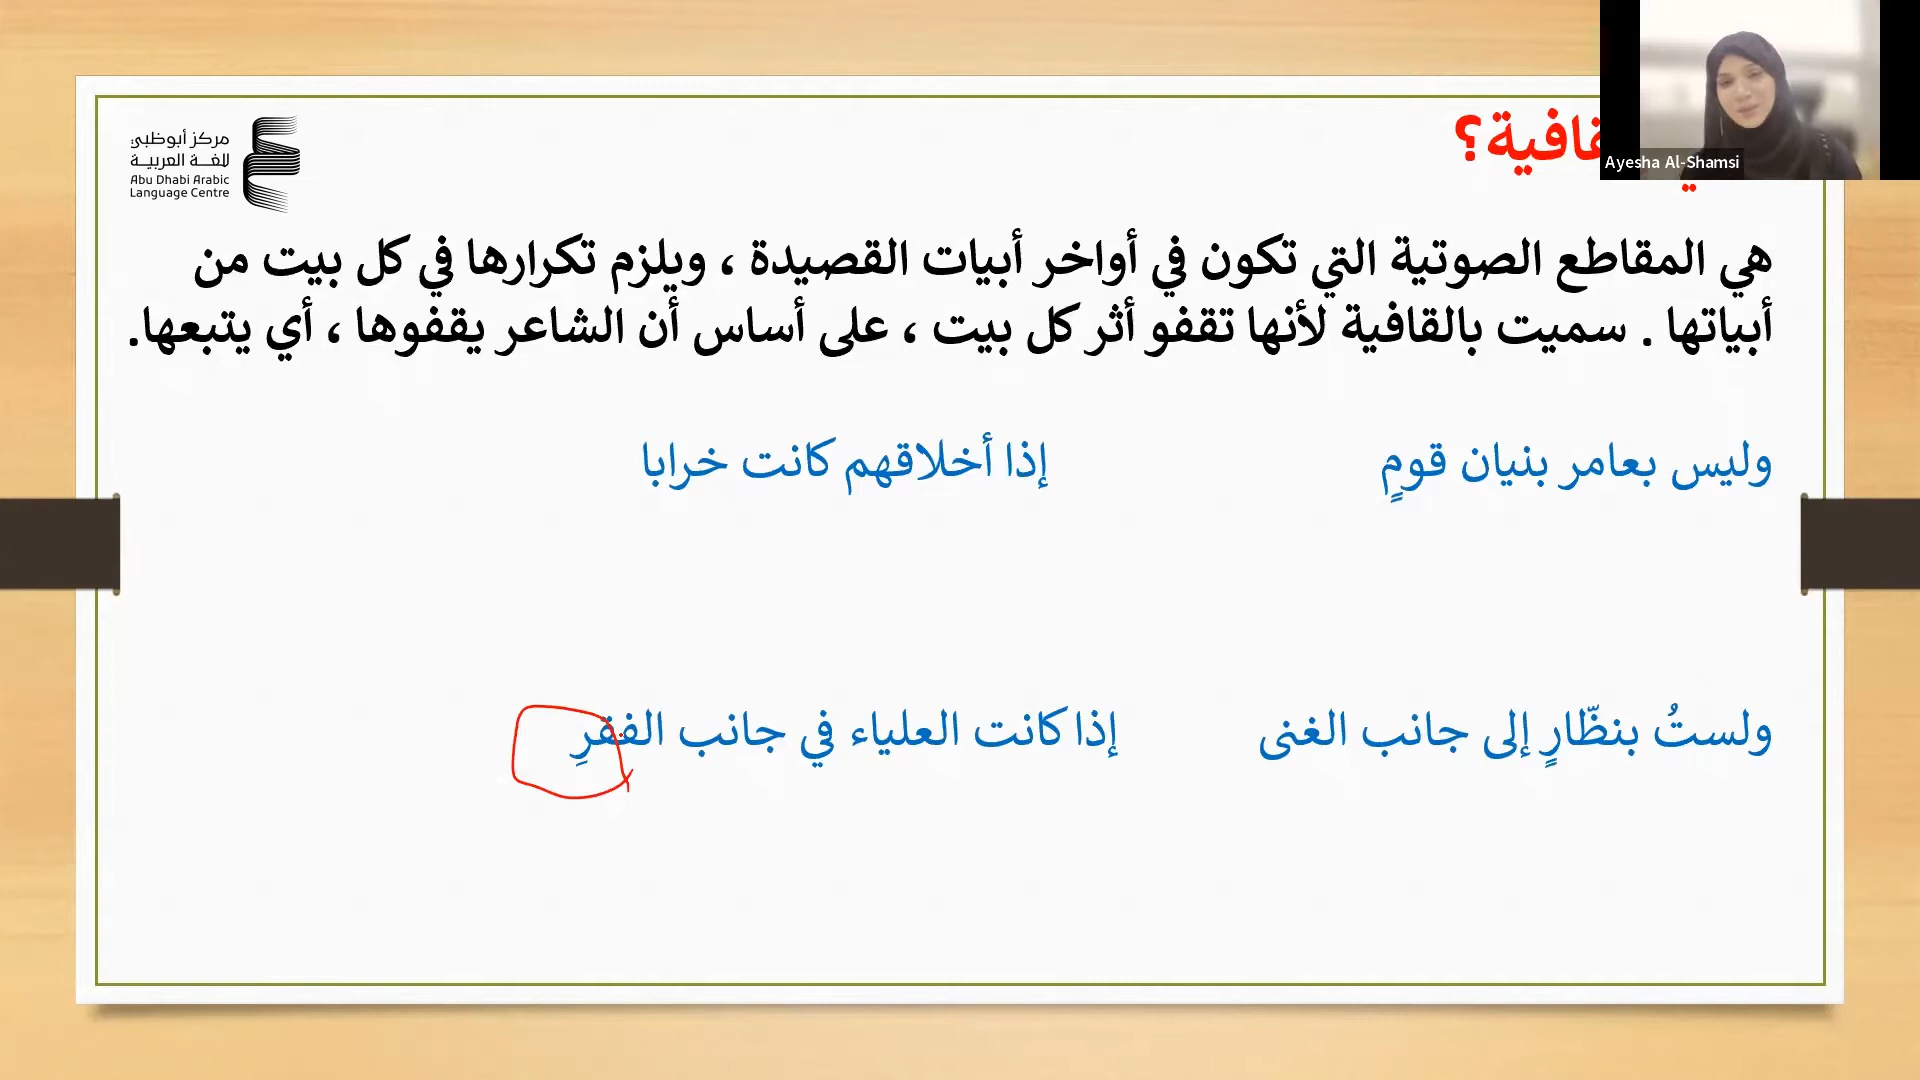 قافية؟
مركز أبوظبي
للغة العربية
Abu Dhabi Arabic
Language Centre
Ayesha Al-Shamsi
هي المقاطع الصوتية التي تكون في أواخر أبيات القصيدة ، ويلزم تكرارها في كل بيت من
أبياتها . سميت بالقافية لأنها تقفو أثر كل بيت ، على أساس أن الشاعر يقفوها ، أي يتبعها.
وليس بعامر بنيان قومٍ إذا أخلاقهم كانت خرابا
ولستُ بنظّارٍ إلى جانب الغنى إذا كانت العلياء في جانب الفقرِ